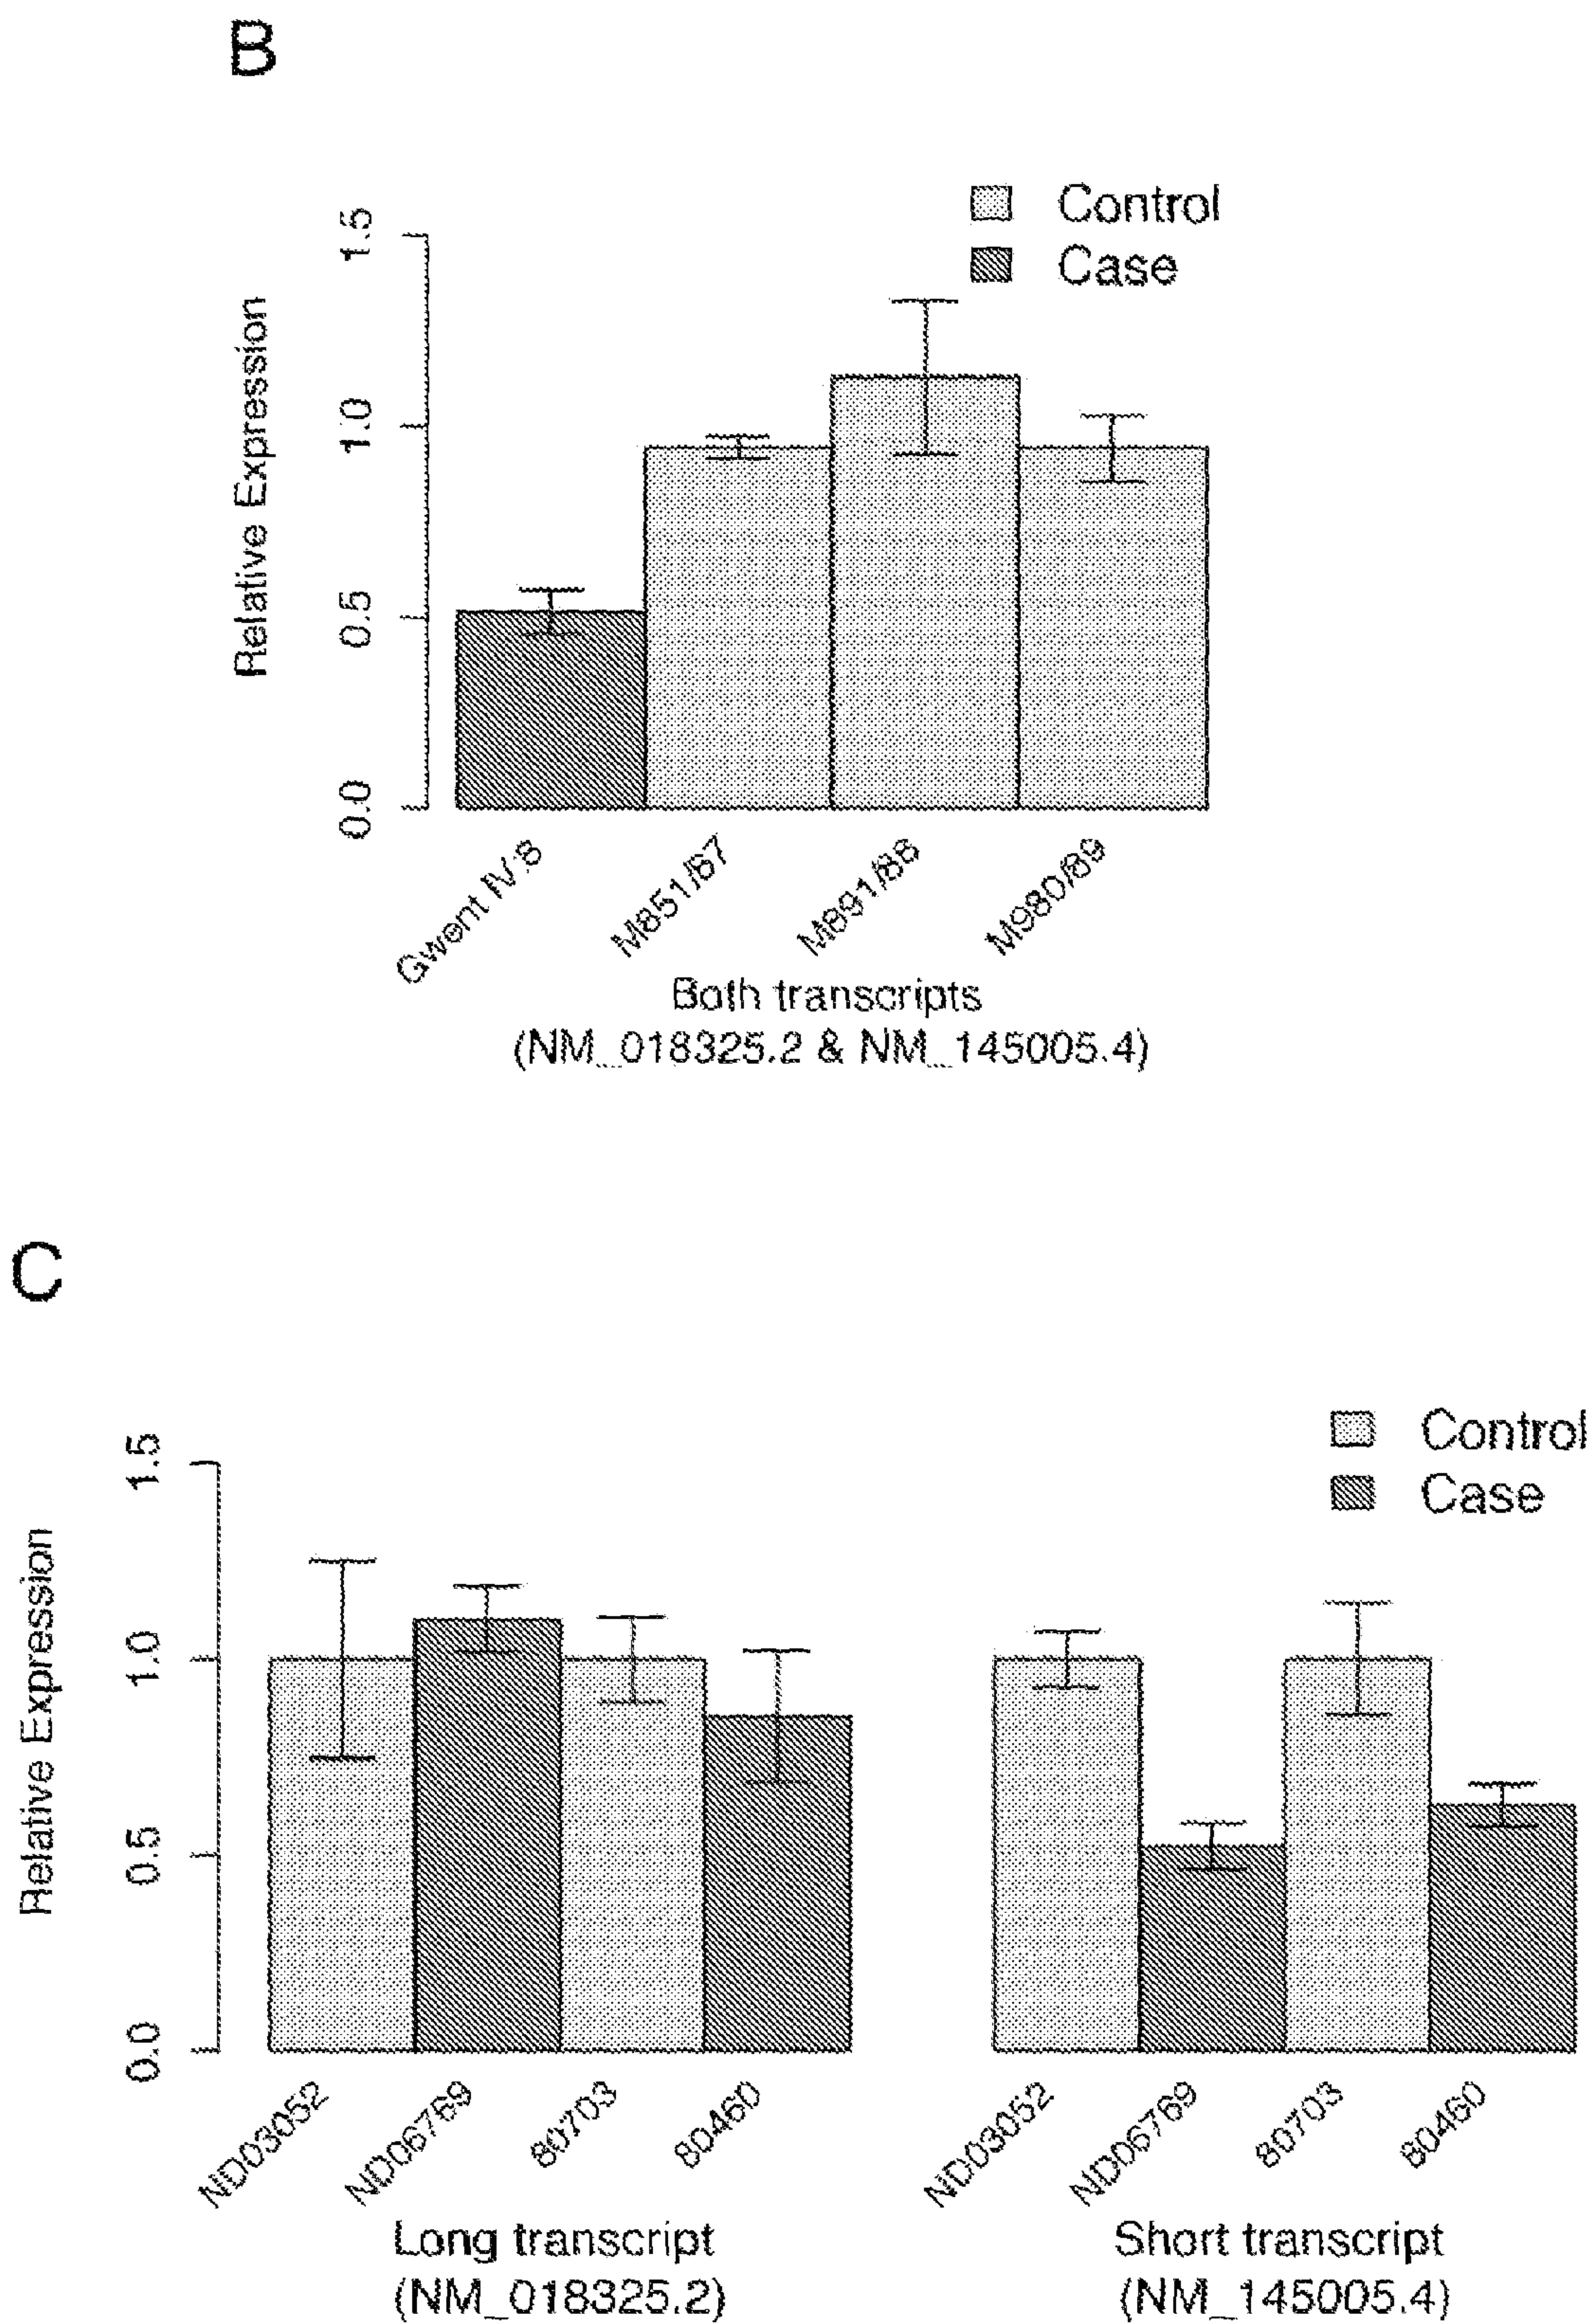 B
Control
Case
1.5
1.0
0.5
0.0
Relative Expression
Gwent IV:8
M851/87
M891/88
M980/89
Both transcripts
(NM_018325.2 & NM_145005.4)
C
Control
Case
1.5
1.0
0.5
0.0
Relative Expression
ND03052
ND06769
80703
80460
ND03052
ND06769
80703
80460
Long transcript
(NM_018325.2)
Short transcript
(NM_145005.4)